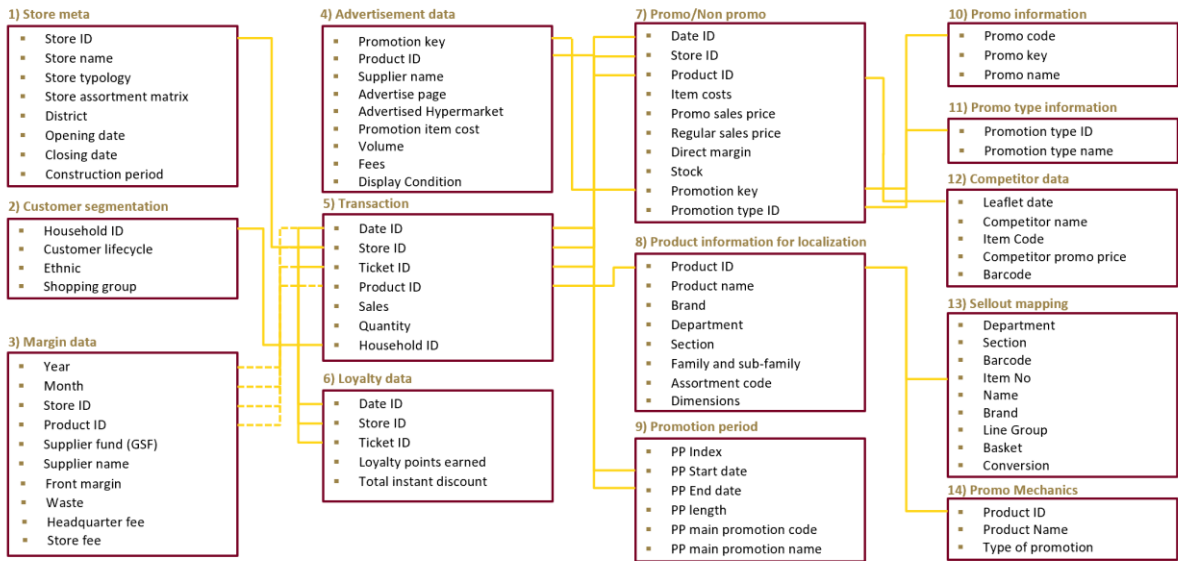 1) Store meta
Store ID
Store name
Store typology
Store assortment matrix
District
Opening date
Closing date
Construction period
2) Customer segmentation
Household ID
Customer lifecycle
Ethnic
Shopping group
3) Margin data
Year
Month
Store ID
Product ID
Supplier fund (GSF)
Supplier name
Front margin
Waste
Headquarter fee
Store fee
4) Advertisement data
Promotion key
Product ID
Supplier name
Advertise page
Advertised Hypermarket
Promotion item cost
Volume
Fees
Display Condition
5) Transaction
Date ID
Store ID
Ticket ID
Product ID
Sales
Quantity
Household ID
6) Loyalty data
Date ID
Store ID
Ticket ID
Loyalty points earned
Total instant discount
7) Promo/Non promo
Date ID
Store ID
Product ID
Item costs
Promo sales price
Regular sales price
Direct margin
Stock
Promotion key
Promotion type ID
8) Product information for localization
Product ID
Product name
Brand
Department
Section
Family and sub-family
Assortment code
Dimensions
9) Promotion period
PP Index
PP Start date
PP End date
PP length
PP main promotion code
PP main promotion name
10) Promo information
Promo code
Promo key
Promo name
11) Promo type information
Promotion type ID
Promotion type name
12) Competitor data
Leaflet date
Competitor name
Item Code
Competitor promo price
Barcode
13) Sellout mapping
Department
Section
Barcode
Item No
Name
Brand
Line Group
Basket
Conversion
14) Promo Mechanics
Product ID
Product Name
Type of promotion